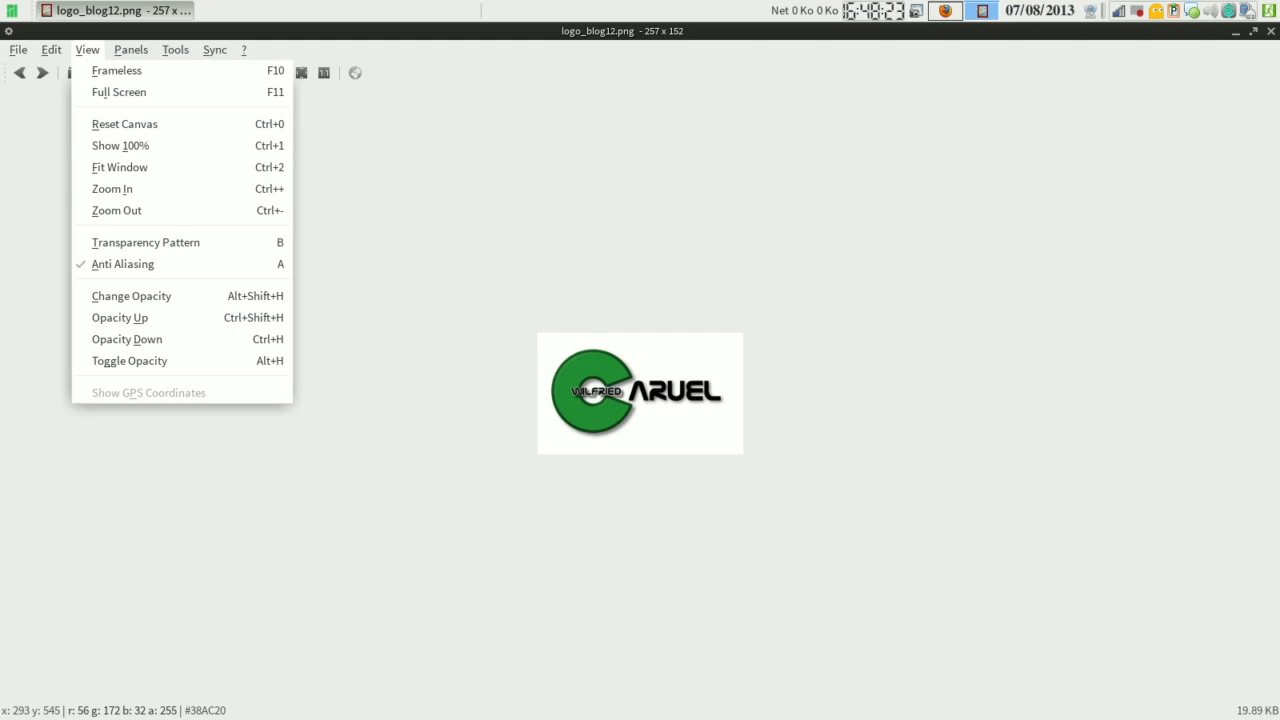 logo_blog12.png - 257 x ...
Net 0 Ko 0 Ko
16:48:23
07/08/2013
logo_blog12.png - 257 x 152
File Edit View Panels Tools Sync ?
Frameless F10
Full Screen F11
Reset Canvas Ctrl+0
Show 100% Ctrl+1
Fit Window Ctrl+2
Zoom In Ctrl++
Zoom Out Ctrl+-
Transparency Pattern B
Anti Aliasing A
Change Opacity Alt+Shift+H
Opacity Up Ctrl+Shift+H
Opacity Down Ctrl+H
Toggle Opacity Alt+H
Show GPS Coordinates
WILFRIED
CARUEL
x: 293 y: 545 | r: 56 g: 172 b: 32 a: 255 | #38AC20
19.89 KB